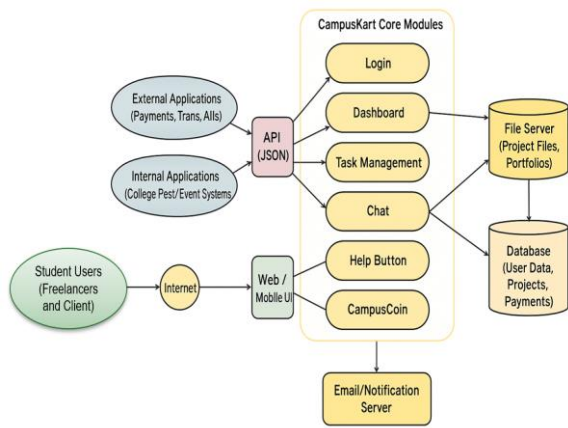 CampusKart Core Modules
External Applications
(Payments, Trans, AIls)
Internal Applications
(College Pest/Event Systems
API
(JSON)
Login
Dashboard
Task Management
Chat
File Server
(Project Files,
Portfolios)
Database
(User Data,
Projects,
Payments)
Student Users
(Freelancers
and Client)
Internet
Web /
Mobile UI
Help Button
CampusCoin
Email/Notification
Server